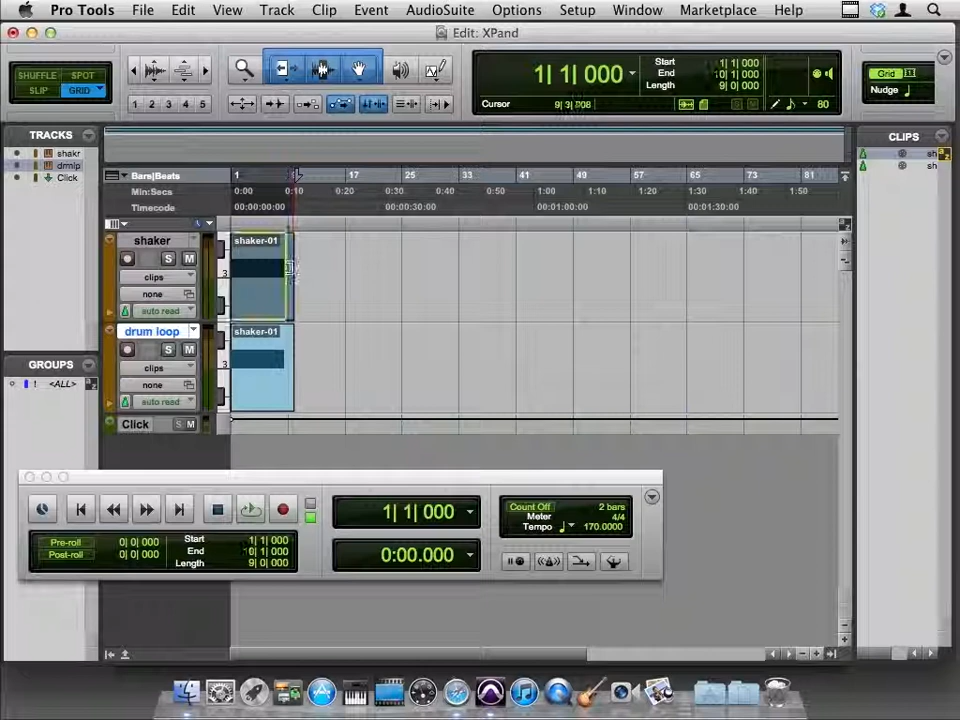 Pro Tools File Edit View Track Clip Event AudioSuite Options Setup Window Marketplace Help
Edit: XPand
SHUFFLE SPOT
SLIP GRID
1 2 3 4 5
1| 1| 000
Start 1| 1| 000
End 10| 1| 000
Length 9| 0| 000
Cursor
80
Grid
Nudge
TRACKS
shakr
drmlp
Click
CLIPS
sh
sh
Bars|Beats
1 17 25 33 41 49 57 65 73 81
Min:Secs
0:00 0:10 0:20 0:30 0:40 0:50 1:00 1:10 1:20 1:30 1:40 1:50
Timecode
00:00:00:00 00:00:30:00 00:01:00:00 00:01:30:00
shaker
S M
clips
none
auto read
3
shaker-01
drum loop
S M
clips
none
auto read
3
shaker-01
Click
S M
GROUPS
1 <ALL>
Pre-roll 0| 0| 000
Post-roll 0| 0| 000
Start 1| 1| 000
End
Length 9| 0| 000
1| 1| 000
0:00.000
Count Off 2 bars
Meter 4/4
Tempo 170.0000